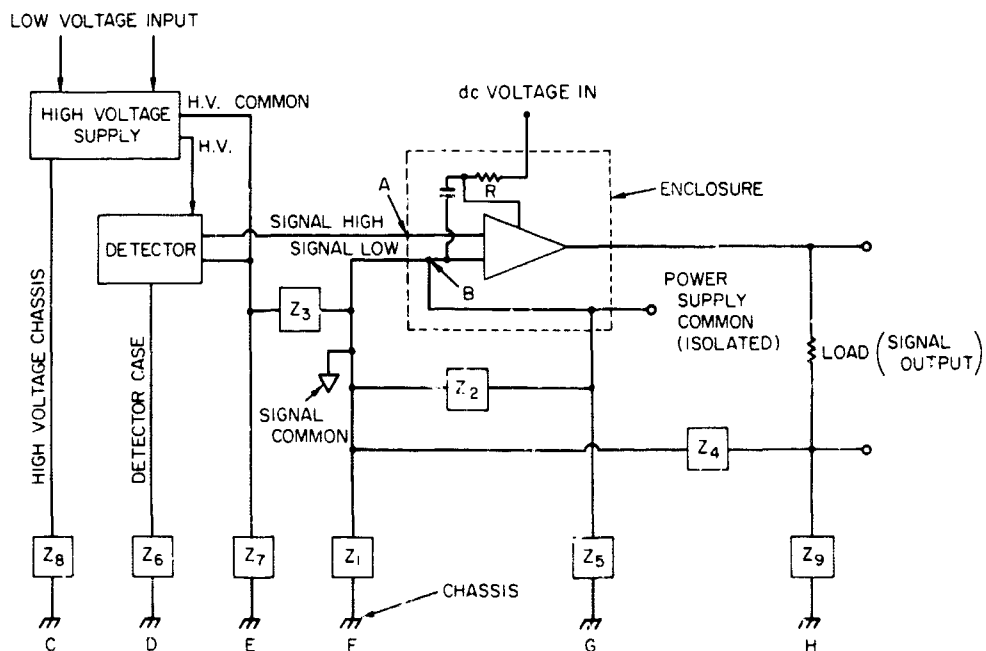 LOW VOLTAGE INPUT
HIGH VOLTAGE
SUPPLY
H.V. COMMON
H.V.
dc VOLTAGE IN
R
ENCLOSURE
A
SIGNAL HIGH
DETECTOR
SIGNAL LOW
B
POWER
SUPPLY
COMMON
(ISOLATED)
Z3
LOAD (SIGNAL
OUTPUT)
Z2
SIGNAL
COMMON
HIGH VOLTAGE CHASSIS
DETECTOR CASE
Z4
Z8
Z6
Z7
Z1
Z5
Z9
CHASSIS
C
D
E
F
G
H